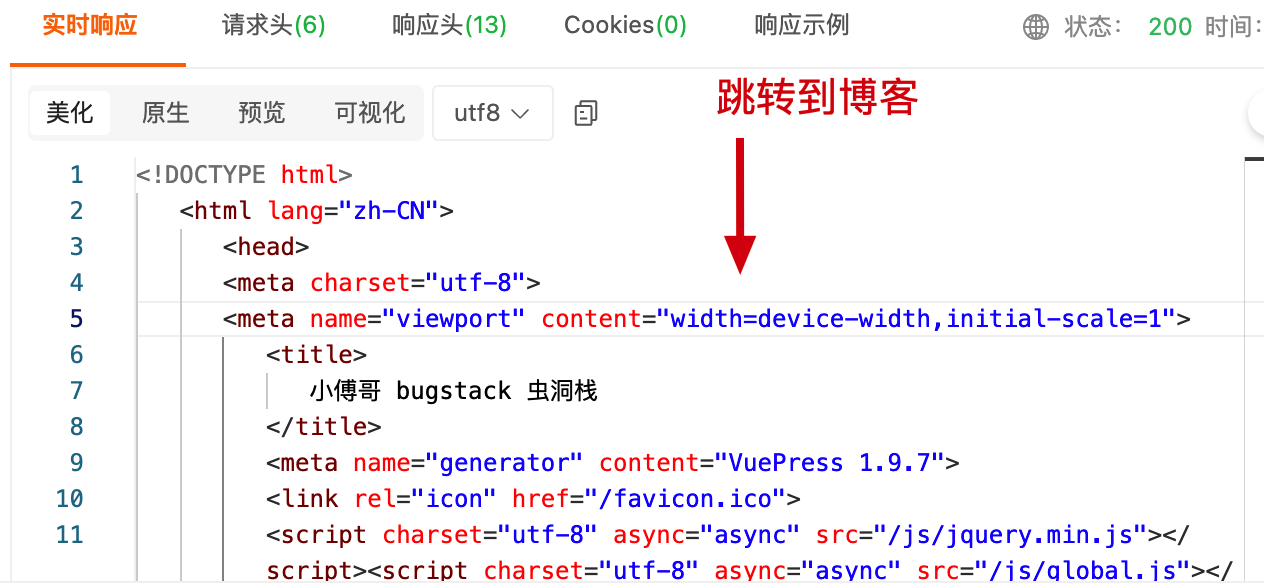 实时响应 请求头(6) 响应头(13) Cookies(0) 响应示例 状态： 200 时间：
美化 原生 预览 可视化 utf8
跳转到博客
1 <!DOCTYPE html>
2 <html lang="zh-CN">
3 <head>
4 <meta charset="utf-8">
5 <meta name="viewport" content="width=device-width,initial-scale=1">
6 <title>
7 小傅哥 bugstack 虫洞栈
8 </title>
9 <meta name="generator" content="VuePress 1.9.7">
10 <link rel="icon" href="/favicon.ico">
11 <script charset="utf-8" async="async" src="/js/jquery.min.js"></
script><script charset="utf-8" async="async" src="/js/global.js"></